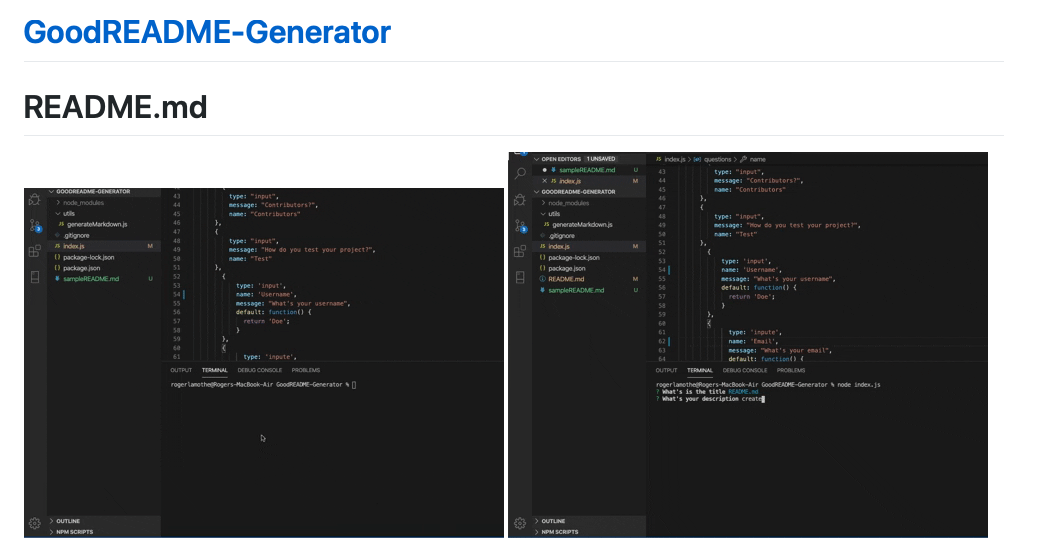 GoodREADME-Generator
README.md
GOODREADME-GENERATOR
node_modules
utils
JS generateMarkdown.js
.gitignore
JS index.js M
{} package-lock.json
{} package.json
sampleREADME.md U
OUTLINE
NPM SCRIPTS
43 type: "input",
44 message: "Contributors?",
45 name: "Contributors"
46 },
47 {
48 type: "input",
49 message: "How do you test your project?",
50 name: "Test"
51 },
52 {
53 type: 'input',
54 name: 'Username',
55 message: "What's your username",
56 default: function() {
57 return 'Doe';
58 }
59 },
60 {
61 type: 'inpute',
OUTPUT TERMINAL DEBUG CONSOLE PROBLEMS
rogerlamothe@Rogers-MacBook-Air GoodREADME-Generator %
OPEN EDITORS 1 UNSAVED
sampleREADME.md U
JS index.js M
GOODREADME-GENERATOR
node_modules
utils
JS generateMarkdown.js
.gitignore
JS index.js M
{} package-lock.json
{} package.json
README.md M
sampleREADME.md U
OUTLINE
NPM SCRIPTS
JS index.js > questions > name
43 type: "input",
44 message: "Contributors?",
45 name: "Contributors"
46 },
47 {
48 type: "input",
49 message: "How do you test your project?",
50 name: "Test"
51 },
52 {
53 type: 'input',
54 name: 'Username',
55 message: "What's your username",
56 default: function() {
57 return 'Doe';
58 }
59 },
60 {
61 type: 'inpute',
62 name: 'Email',
63 message: "What's your email",
64 default: function() {
OUTPUT TERMINAL DEBUG CONSOLE PROBLEMS
rogerlamothe@Rogers-MacBook-Air GoodREADME-Generator % node index.js
? What's is the title README.md
? What's your description create